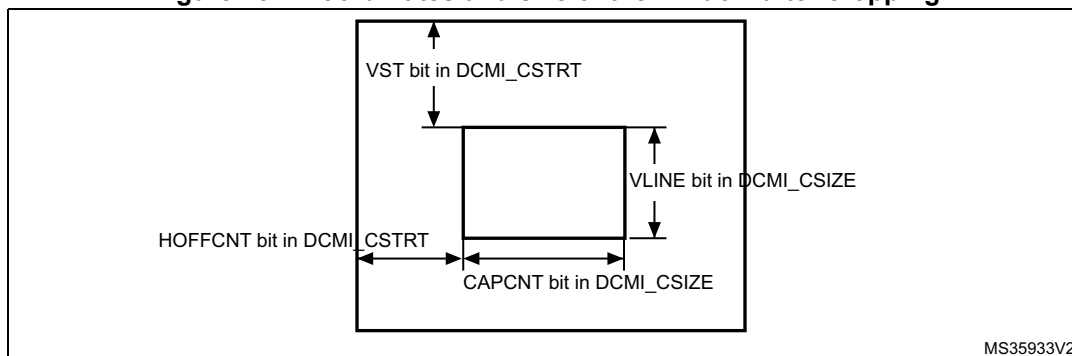 VST bit in DCMI_CSTRT
VLINE bit in DCMI_CSIZE
HOFFCNT bit in DCMI_CSTRT
CAPCNT bit in DCMI_CSIZE
MS35933V2